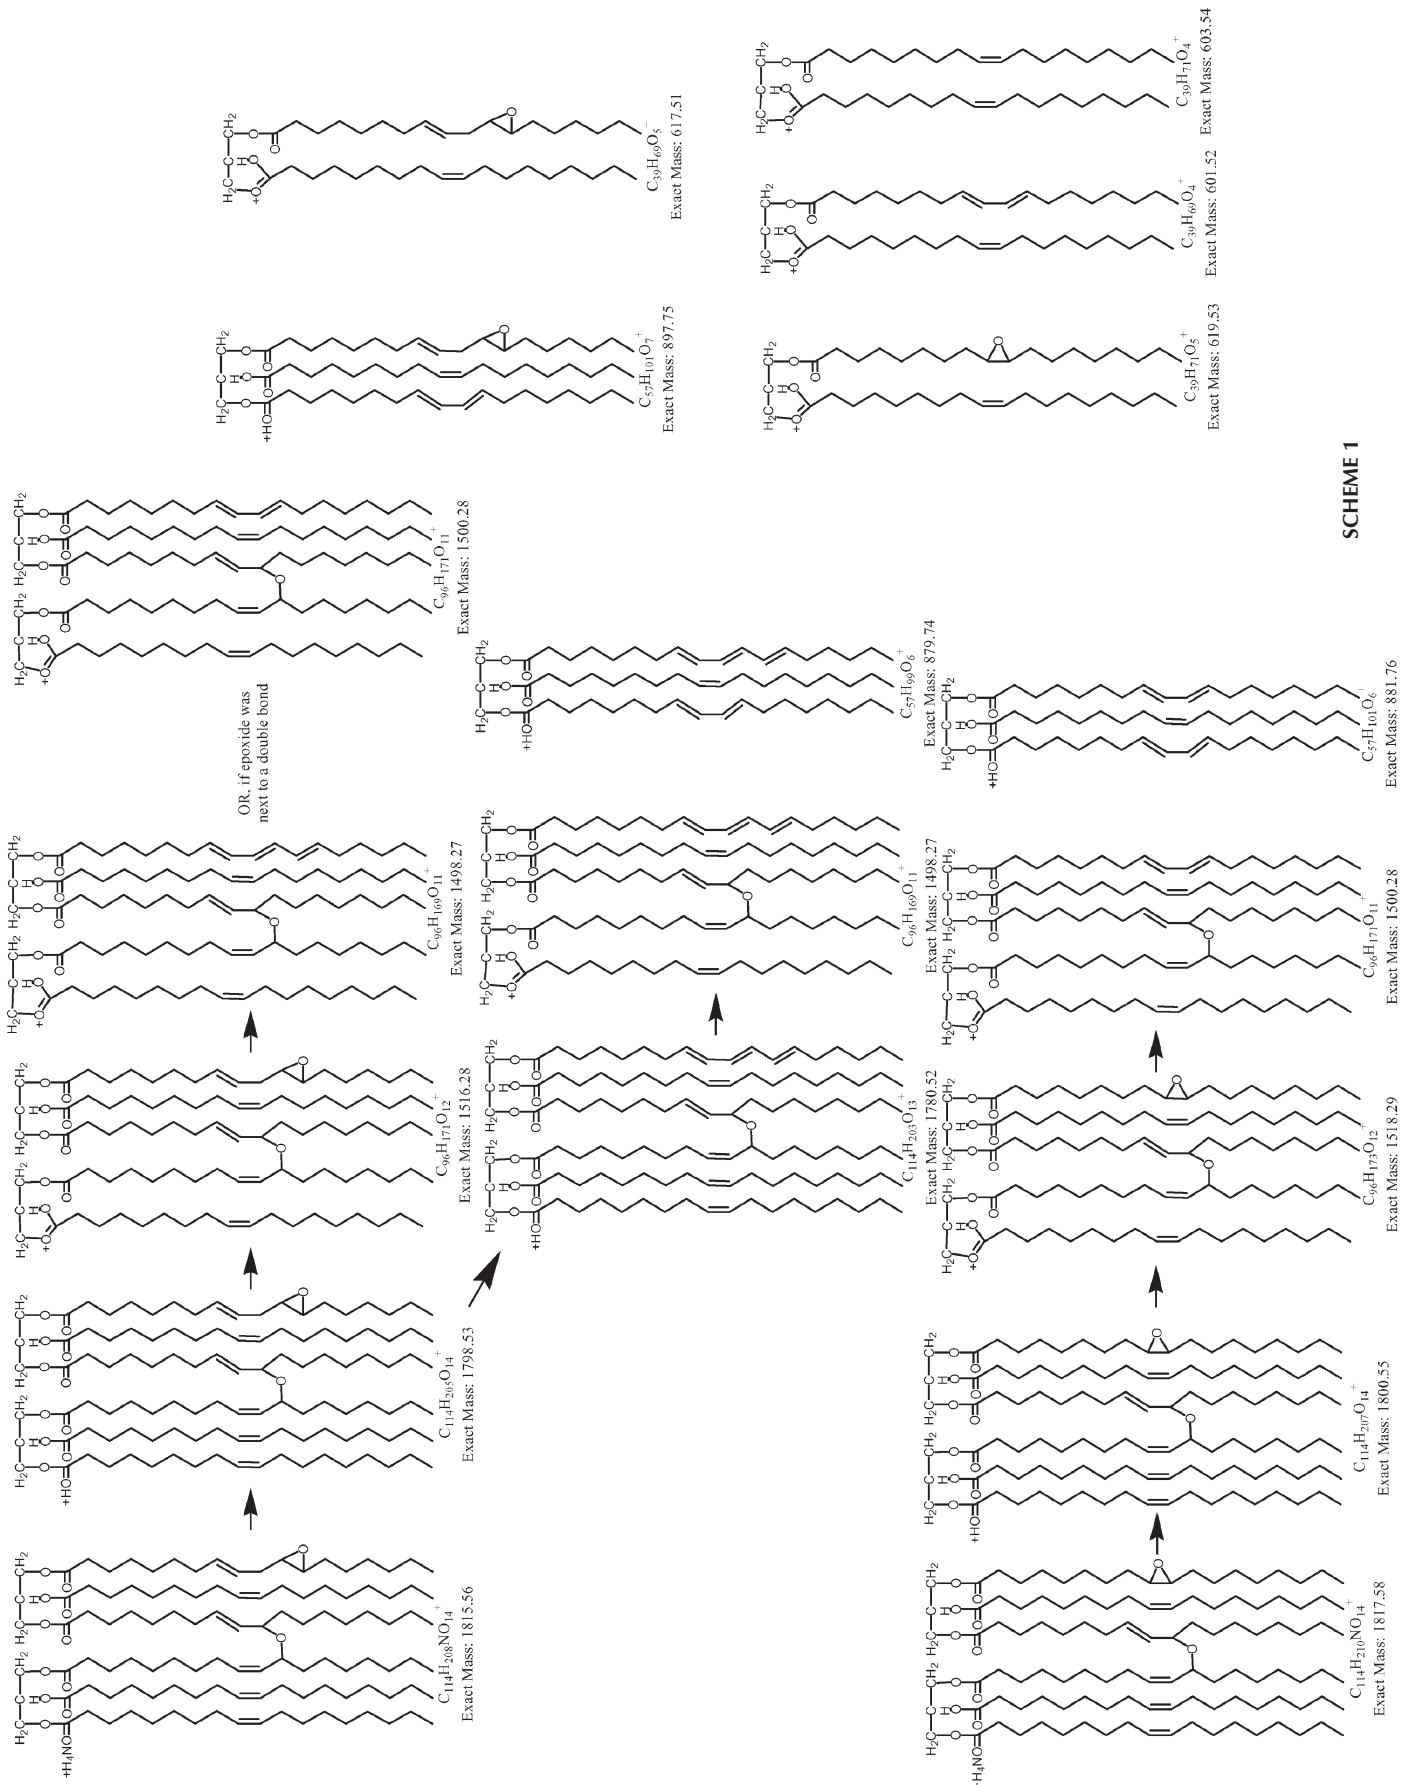 C₁₁₄H₂₀₈NO₁₄⁺
Exact Mass: 1815.56
C₁₁₄H₂₀₅O₁₄⁺
Exact Mass: 1798.53
C₉₆H₁₇₁O₁₂⁺
Exact Mass: 1516.28
C₉₆H₁₆₉O₁₁⁺
Exact Mass: 1498.27
OR, if epoxide was
next to a double bond
C₉₆H₁₇₁O₁₁⁺
Exact Mass: 1500.28
C₅₇H₁₀₁O₇⁺
Exact Mass: 897.75
C₃₉H₆₉O₅⁻
Exact Mass: 617.51
C₁₁₄H₂₀₃O₁₃⁺
Exact Mass: 1780.52
C₉₆H₁₆₉O₁₁⁺
Exact Mass: 1498.27
C₅₇H₉₉O₆⁺
Exact Mass: 879.74
C₃₉H₇₁O₅⁺
Exact Mass: 619.53
C₃₉H₆₉O₄⁺
Exact Mass: 601.52
C₃₉H₇₁O₄⁺
Exact Mass: 603.54
C₁₁₄H₂₁₀NO₁₄⁺
Exact Mass: 1817.58
C₁₁₄H₂₀₇O₁₄⁺
Exact Mass: 1800.55
C₉₆H₁₇₃O₁₂⁺
Exact Mass: 1518.29
C₉₆H₁₇₁O₁₁⁺
Exact Mass: 1500.28
C₅₇H₁₀₁O₆
Exact Mass: 881.76
SCHEME 1